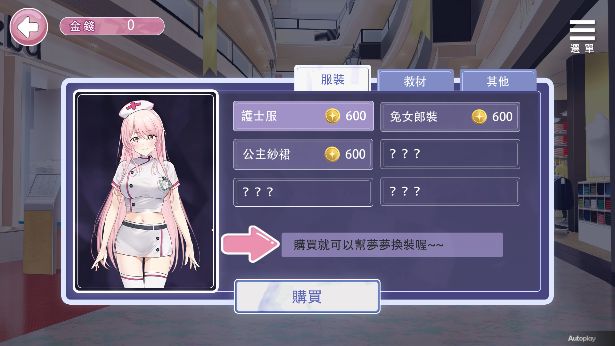 金錢 0
選單
服裝 教材 其他
護士服 600 兔女郎裝 600
公主紗裙 600 ???
??? ???
購買就可以幫夢夢換裝喔~~
購買
Autoplay